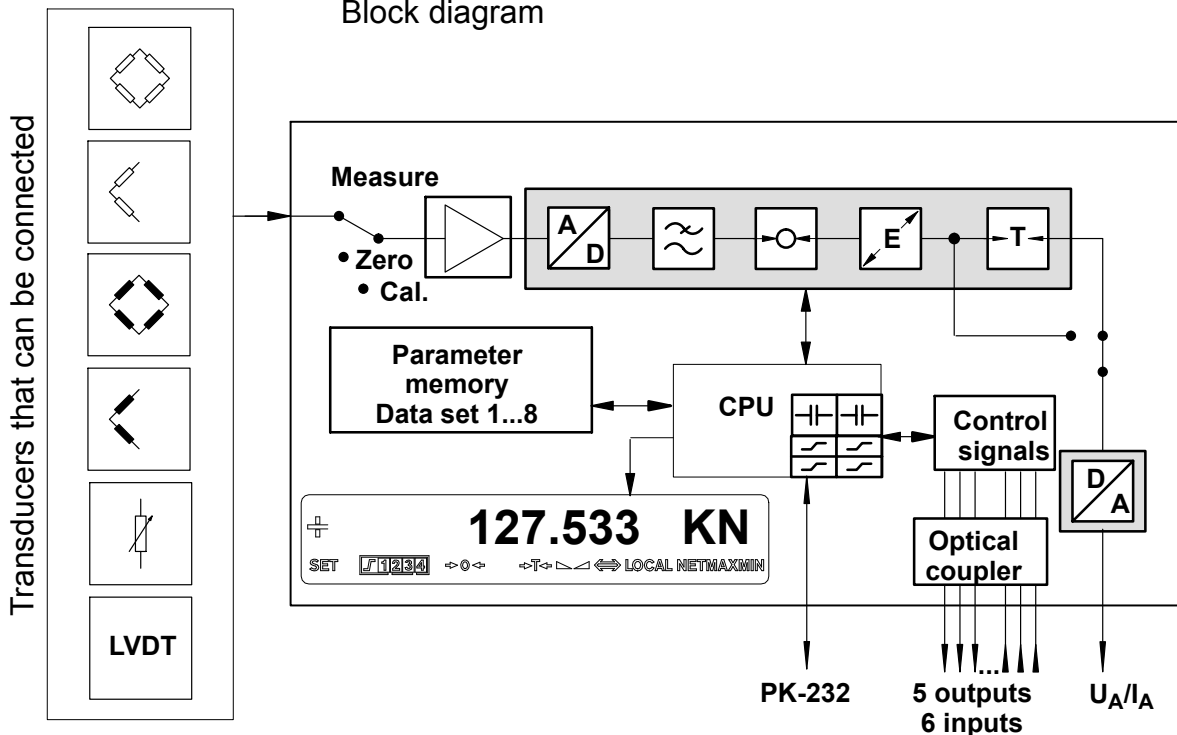 Block diagram
Transducers that can be connected
LVDT
Measure
Zero
Cal.
A
D
E
T
Parameter
memory
Data set 1...8
CPU
Control
signals
D
A
127.533 KN
SET 1234 0 T LOCAL NETMAXMIN
Optical
coupler
...
PK-232
5 outputs
6 inputs
UA/IA